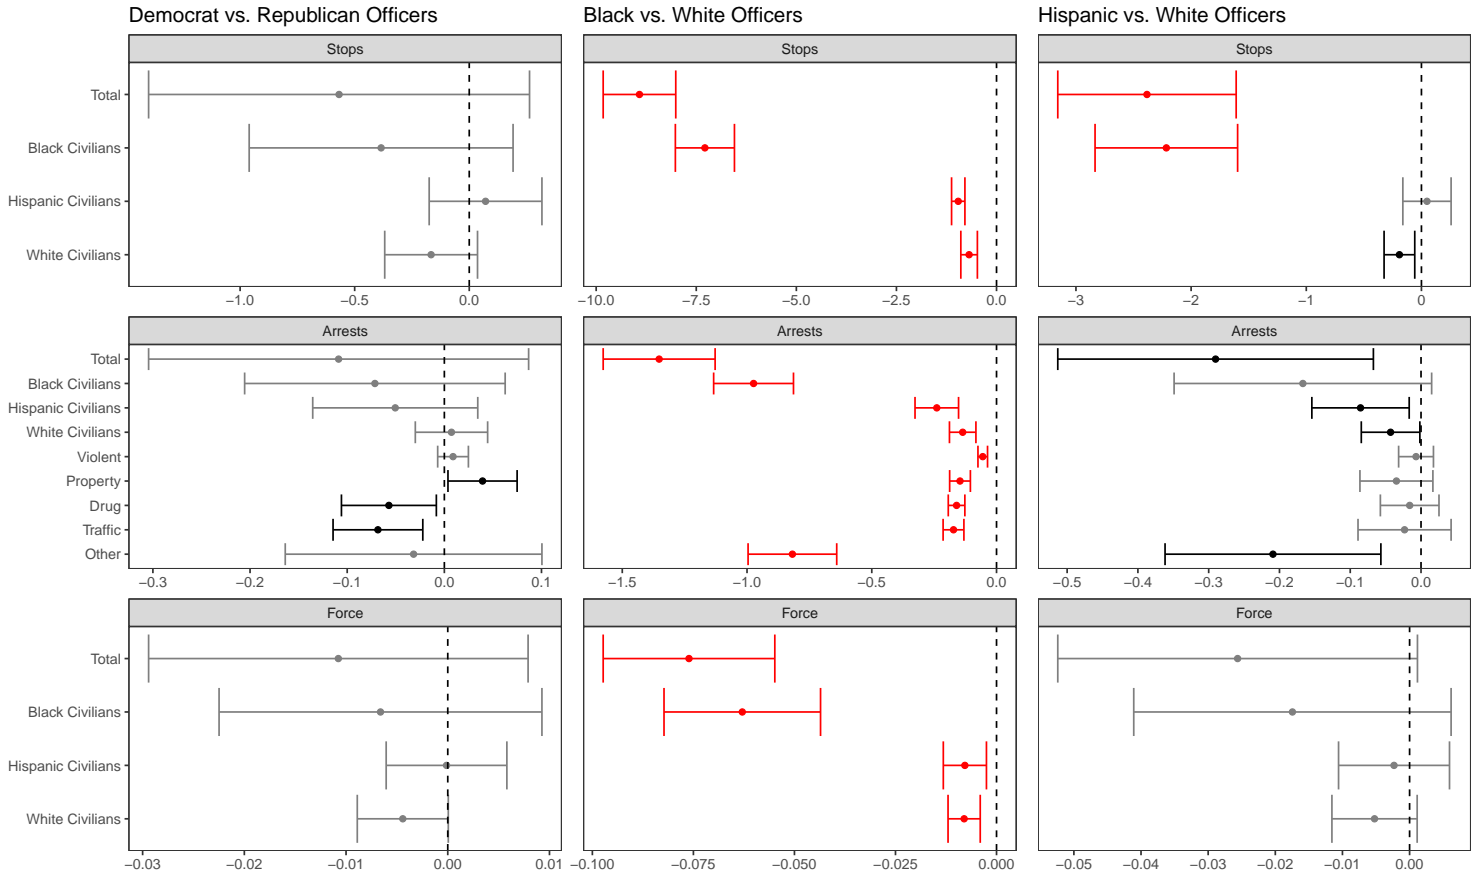 Democrat vs. Republican Officers
Black vs. White Officers
Hispanic vs. White Officers
Stops
Stops
Stops
Total
Black Civilians
Hispanic Civilians
White Civilians
−1.0 −0.5 0.0
−10.0 −7.5 −5.0 −2.5 0.0
−3 −2 −1 0
Arrests
Arrests
Arrests
Total
Black Civilians
Hispanic Civilians
White Civilians
Violent
Property
Drug
Traffic
Other
−0.3 −0.2 −0.1 0.0 0.1
−1.5 −1.0 −0.5 0.0
−0.5 −0.4 −0.3 −0.2 −0.1 0.0
Force
Force
Force
Total
Black Civilians
Hispanic Civilians
White Civilians
−0.03 −0.02 −0.01 0.00 0.01
−0.100 −0.075 −0.050 −0.025 0.000
−0.05 −0.04 −0.03 −0.02 −0.01 0.00